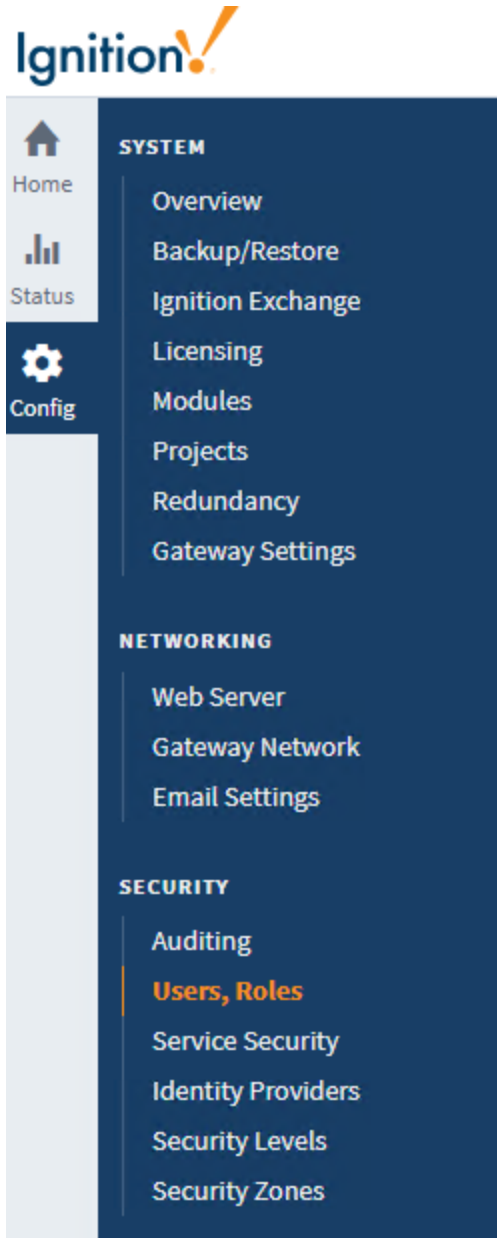 Ignition!
Home
Status
Config
SYSTEM
Overview
Backup/Restore
Ignition Exchange
Licensing
Modules
Projects
Redundancy
Gateway Settings
NETWORKING
Web Server
Gateway Network
Email Settings
SECURITY
Auditing
Users, Roles
Service Security
Identity Providers
Security Levels
Security Zones